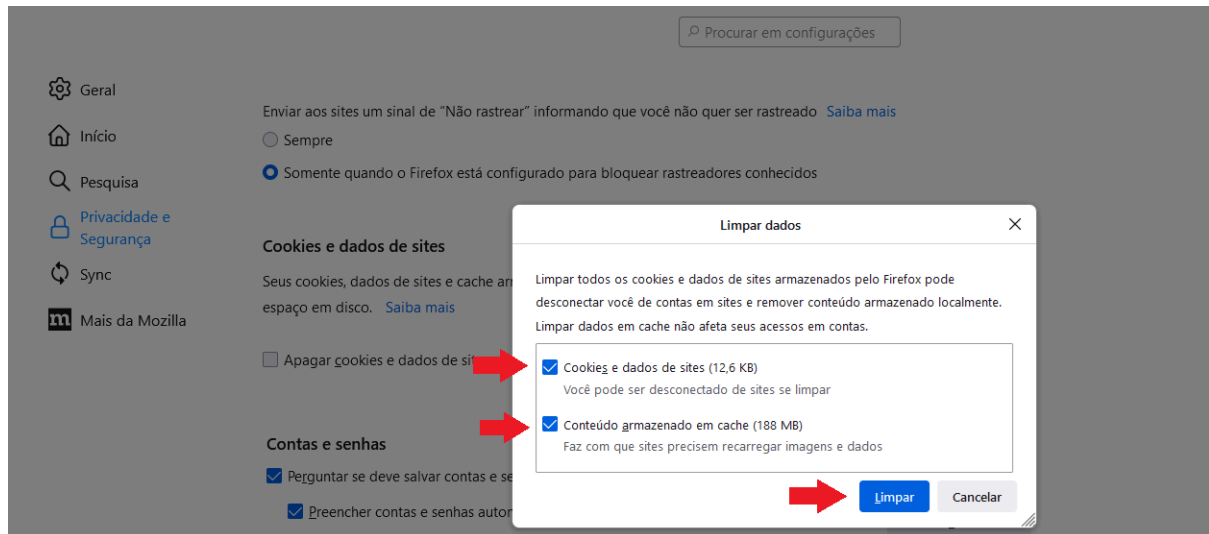 Procurar em configurações
Geral
Início
Pesquisa
Privacidade e
Segurança
Sync
Mais da Mozilla
Enviar aos sites um sinal de “Não rastrear” informando que você não quer ser rastreado Saiba mais
Sempre
Somente quando o Firefox está configurado para bloquear rastreadores conhecidos
Cookies e dados de sites
Seus cookies, dados de sites e cache
espaço em disco. Saiba mais
Apagar cookies e dados de
Contas e senhas
Perguntar se deve salvar contas e
Preencher contas e senhas
Limpar dados
Limpar todos os cookies e dados de sites armazenados pelo Firefox pode
desconectar você de contas em sites e remover conteúdo armazenado localmente.
Limpar dados em cache não afeta seus acessos em contas.
Cookies e dados de sites (12,6 KB)
Você pode ser desconectado de sites se limpar
Conteúdo armazenado em cache (188 MB)
Faz com que sites precisem recarregar imagens e dados
Limpar
Cancelar